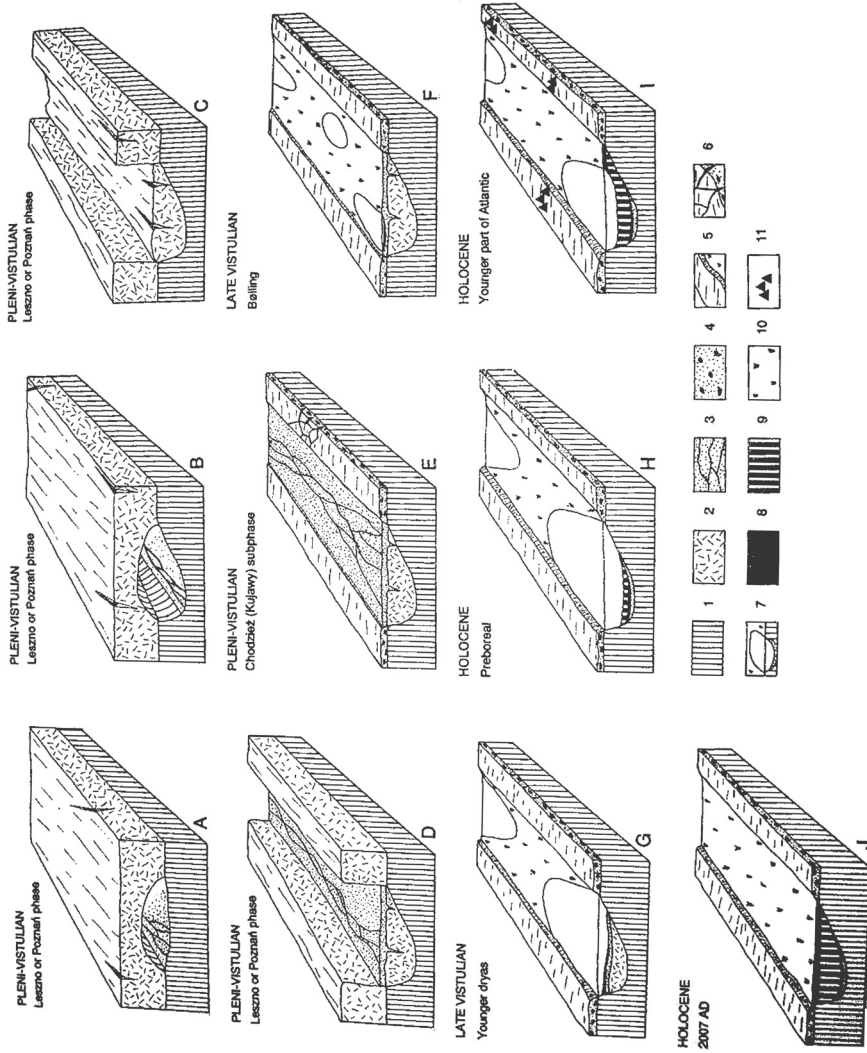 PLENI-VISTULIAN
Leszno or Poznań phase
A
PLENI-VISTULIAN
Leszno or Poznań phase
B
PLENI-VISTULIAN
Leszno or Poznań phase
C
PLENI-VISTULIAN
Leszno or Poznań phase
D
PLENI-VISTULIAN
Chodzież (Kujawy) subphase
E
LATE VISTULIAN
Bølling
F
LATE VISTULIAN
Younger dryas
G
HOLOCENE
Preboreal
H
HOLOCENE
Younger part of Atlantic
I
HOLOCENE
2007 AD
J
1 2 3 4 5 6
7 8 9 10 11